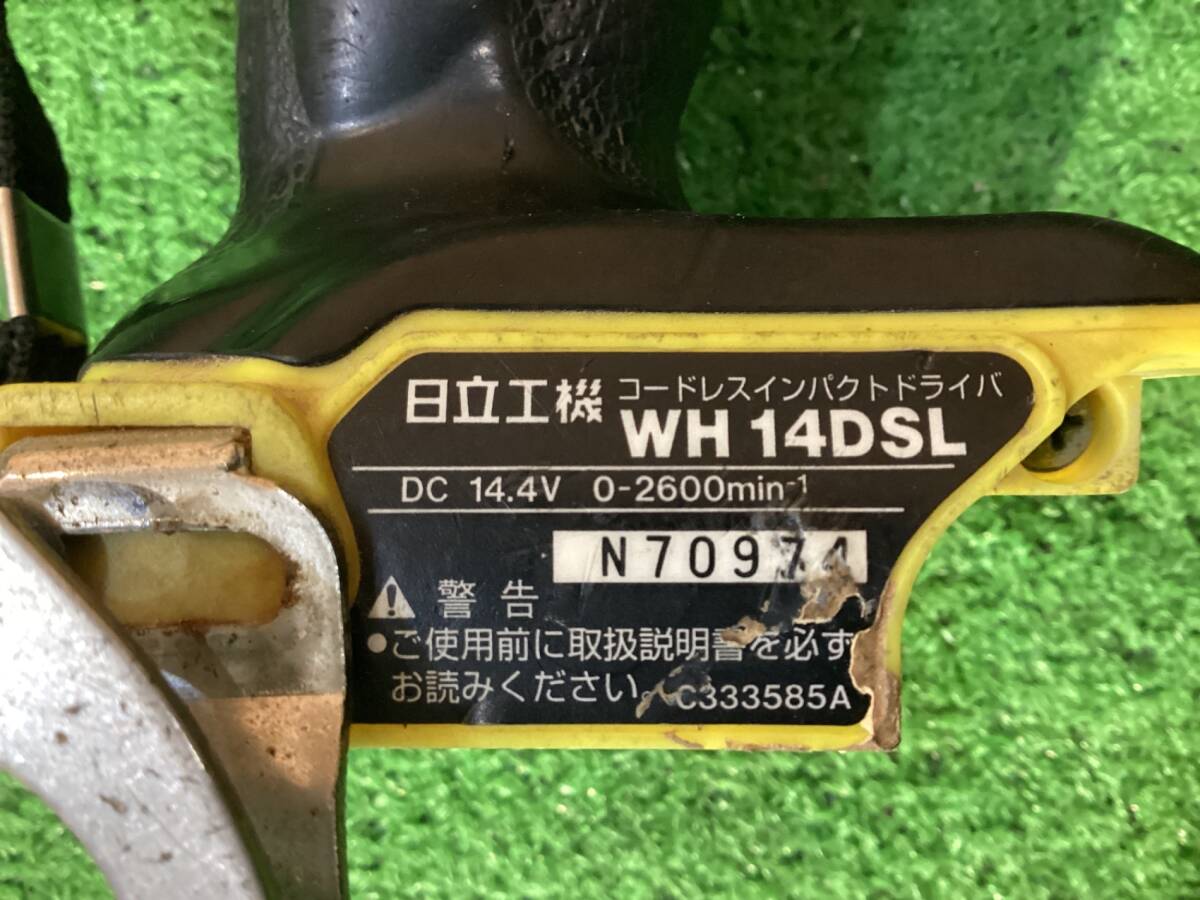 日立工機 コードレスインパクトドライバ
WH 14DSL
DC 14.4V 0-2600min⁻¹
N70974
警告
●ご使用前に取扱説明書を必ず
お読みください。 C333585A